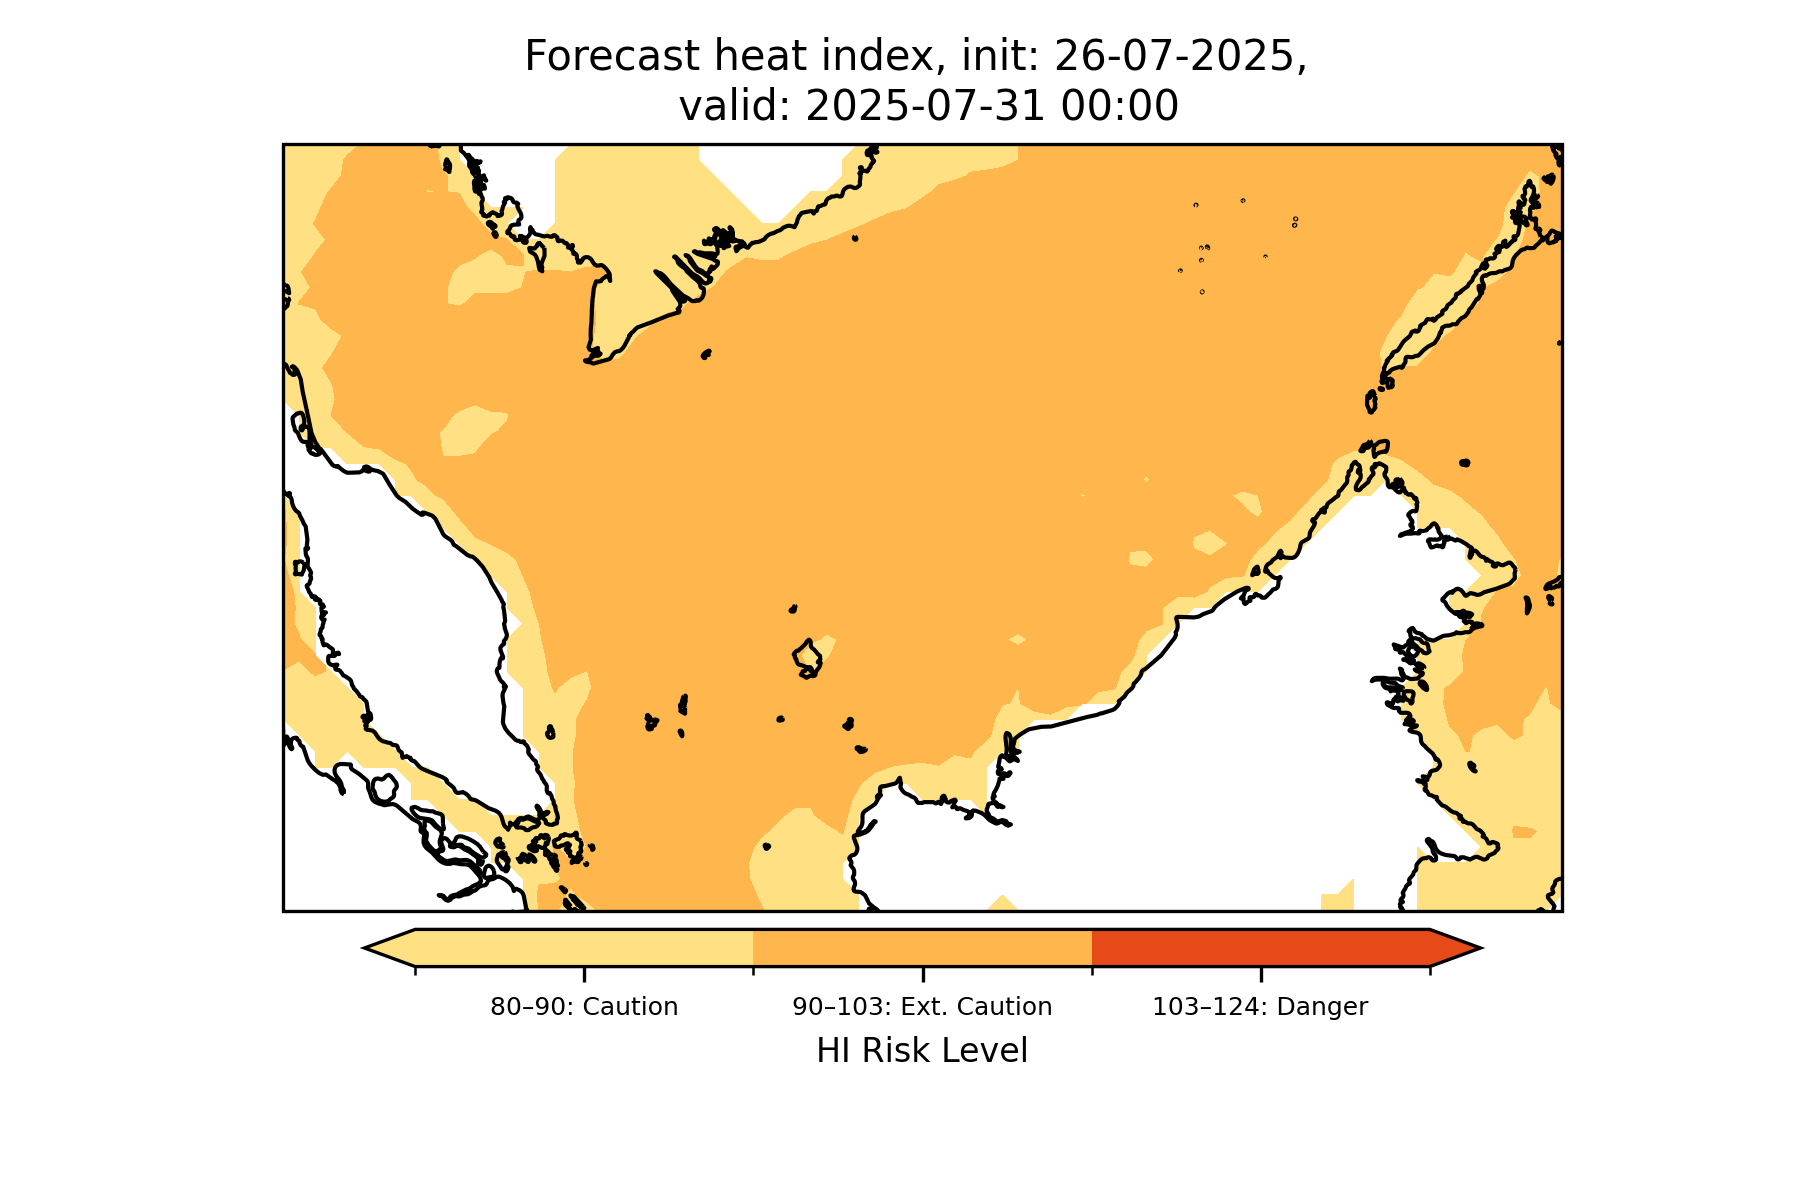 Forecast heat index, init: 26-07-2025,
valid: 2025-07-31 00:00
80–90: Caution
90–103: Ext. Caution
103–124: Danger
HI Risk Level